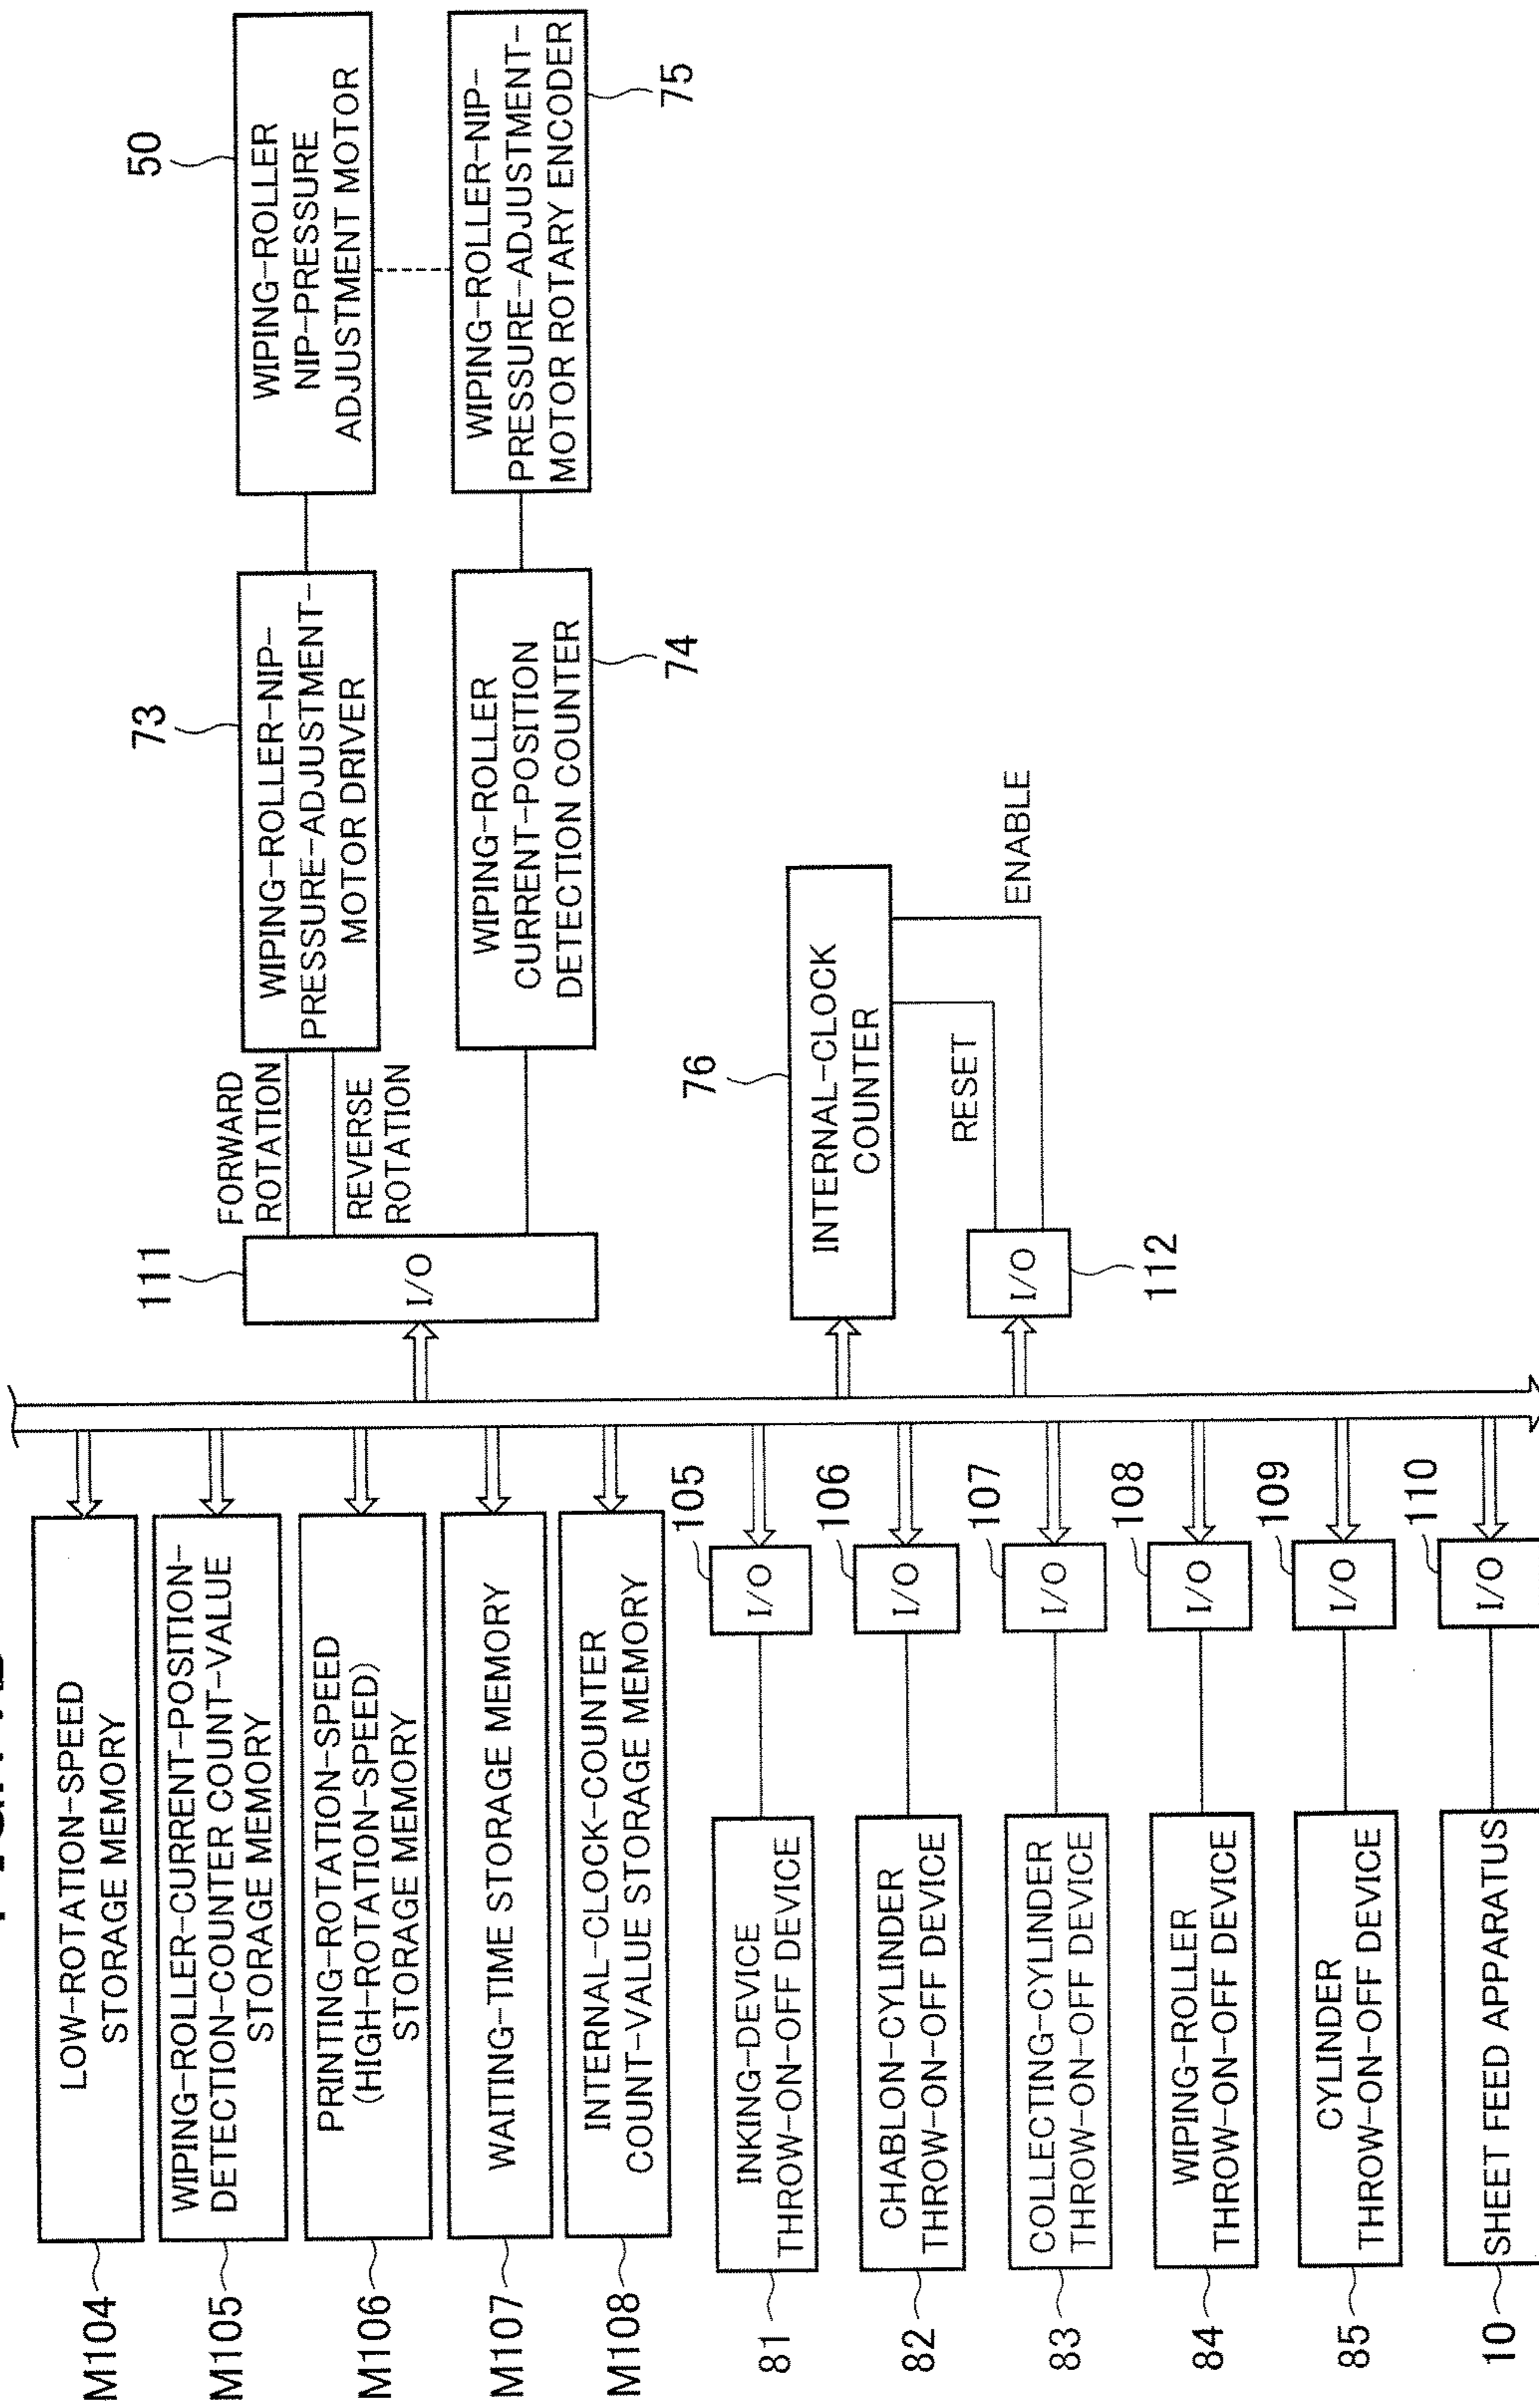 M104
LOW-ROTATION-SPEED
STORAGE MEMORY
M105
WIPING-ROLLER-CURRENT-POSITION-
DETECTION-COUNTER COUNT-VALUE
STORAGE MEMORY
M106
PRINTING-ROTATION-SPEED
(HIGH-ROTATION-SPEED)
STORAGE MEMORY
M107
WAITING-TIME STORAGE MEMORY
M108
INTERNAL-CLOCK-COUNTER
COUNT-VALUE STORAGE MEMORY
81
INKING-DEVICE
THROW-ON-OFF DEVICE
I/O
105
82
CHABLON-CYLINDER
THROW-ON-OFF DEVICE
I/O
106
83
COLLECTING-CYLINDER
THROW-ON-OFF DEVICE
I/O
107
84
WIPING-ROLLER
THROW-ON-OFF DEVICE
I/O
108
85
CYLINDER
THROW-ON-OFF DEVICE
I/O
109
10
SHEET FEED APPARATUS
I/O
110
111
I/O
FORWARD
ROTATION
REVERSE
ROTATION
73
WIPING-ROLLER-NIP-
PRESSURE-ADJUSTMENT-
MOTOR DRIVER
50
WIPING-ROLLER
NIP-PRESSURE
ADJUSTMENT MOTOR
WIPING-ROLLER
CURRENT-POSITION
DETECTION COUNTER
74
WIPING-ROLLER-NIP-
PRESSURE-ADJUSTMENT-
MOTOR ROTARY ENCODER
75
76
INTERNAL-CLOCK
COUNTER
RESET
ENABLE
I/O
112